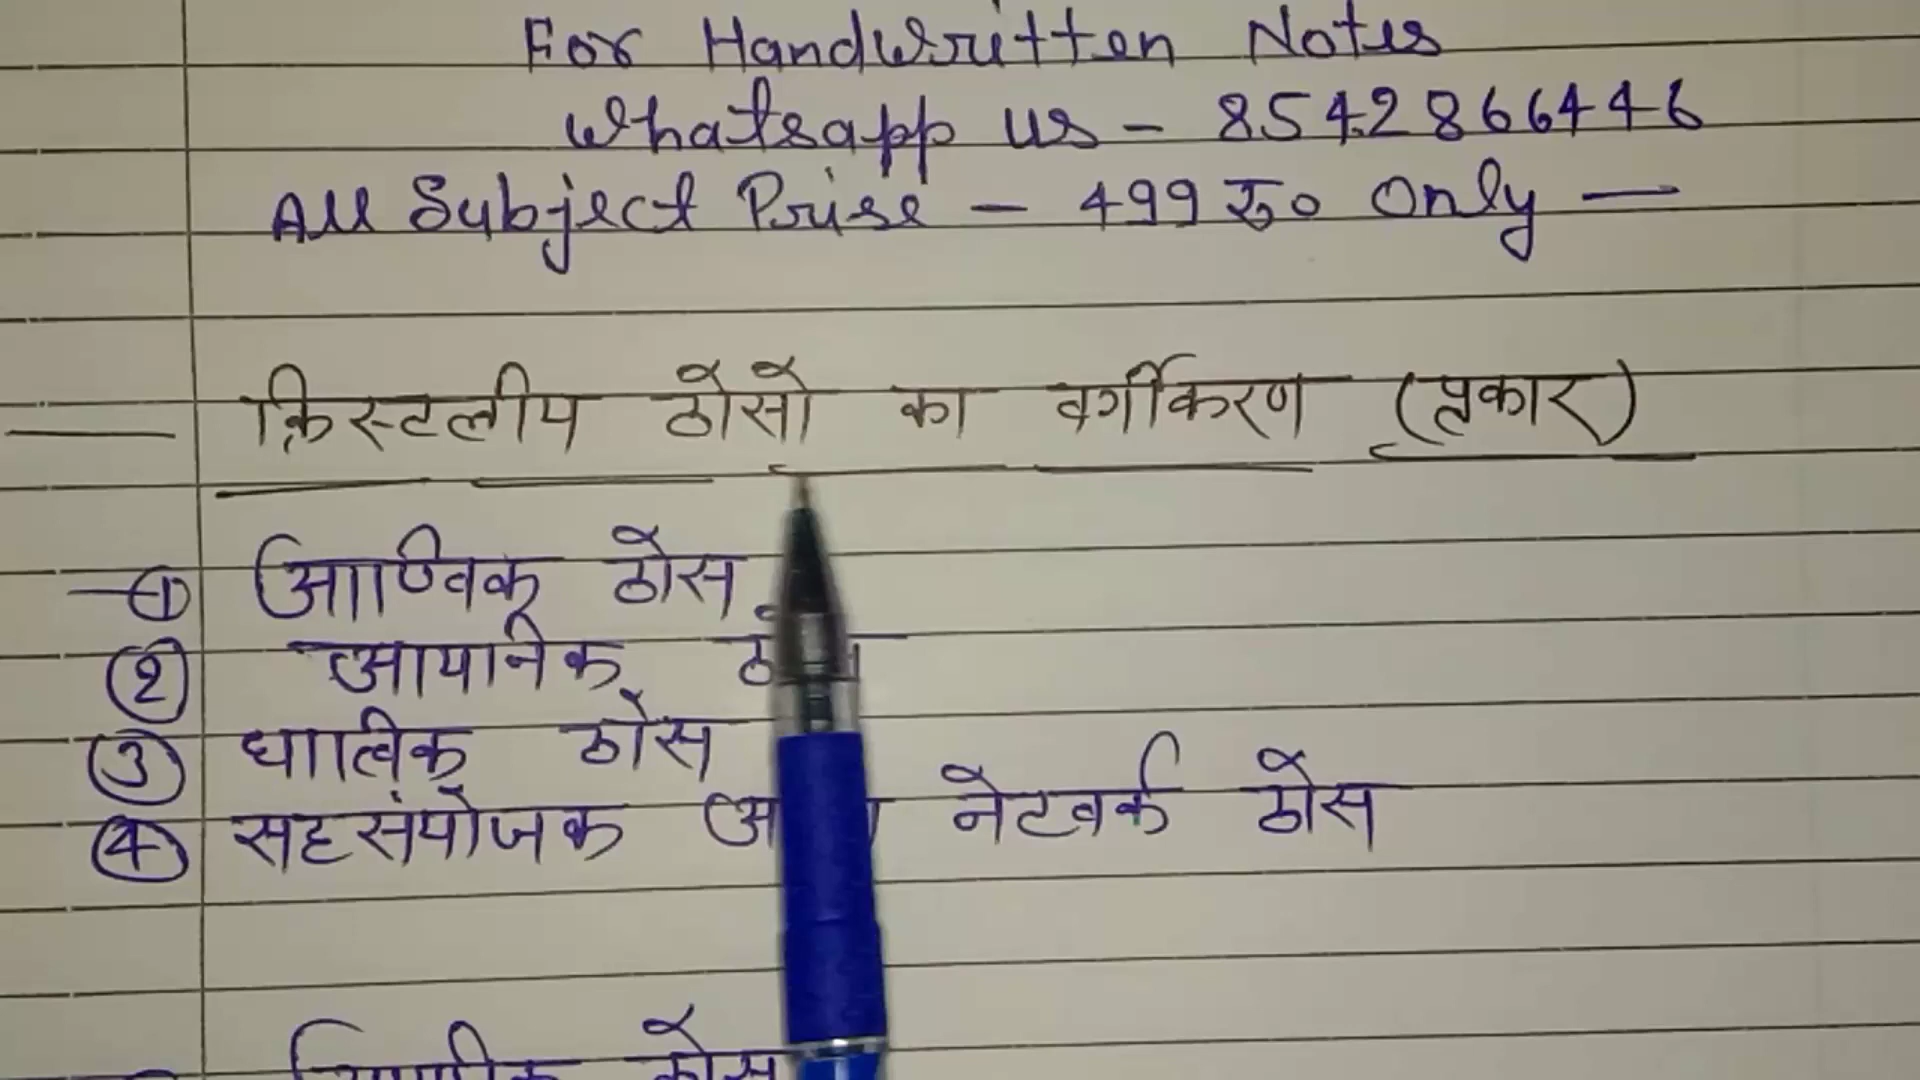 For Handwritten Notes
Whatsapp us - 8542866446
All Subject Prise - 499 रु० Only —
क्रिस्टलीय ठोसो का वर्गीकरण (प्रकार)
① आण्विक ठोस
② आयनिक
③ धात्विक ठोस
④ सहसंयोजक नेटवर्क ठोस
ठोस